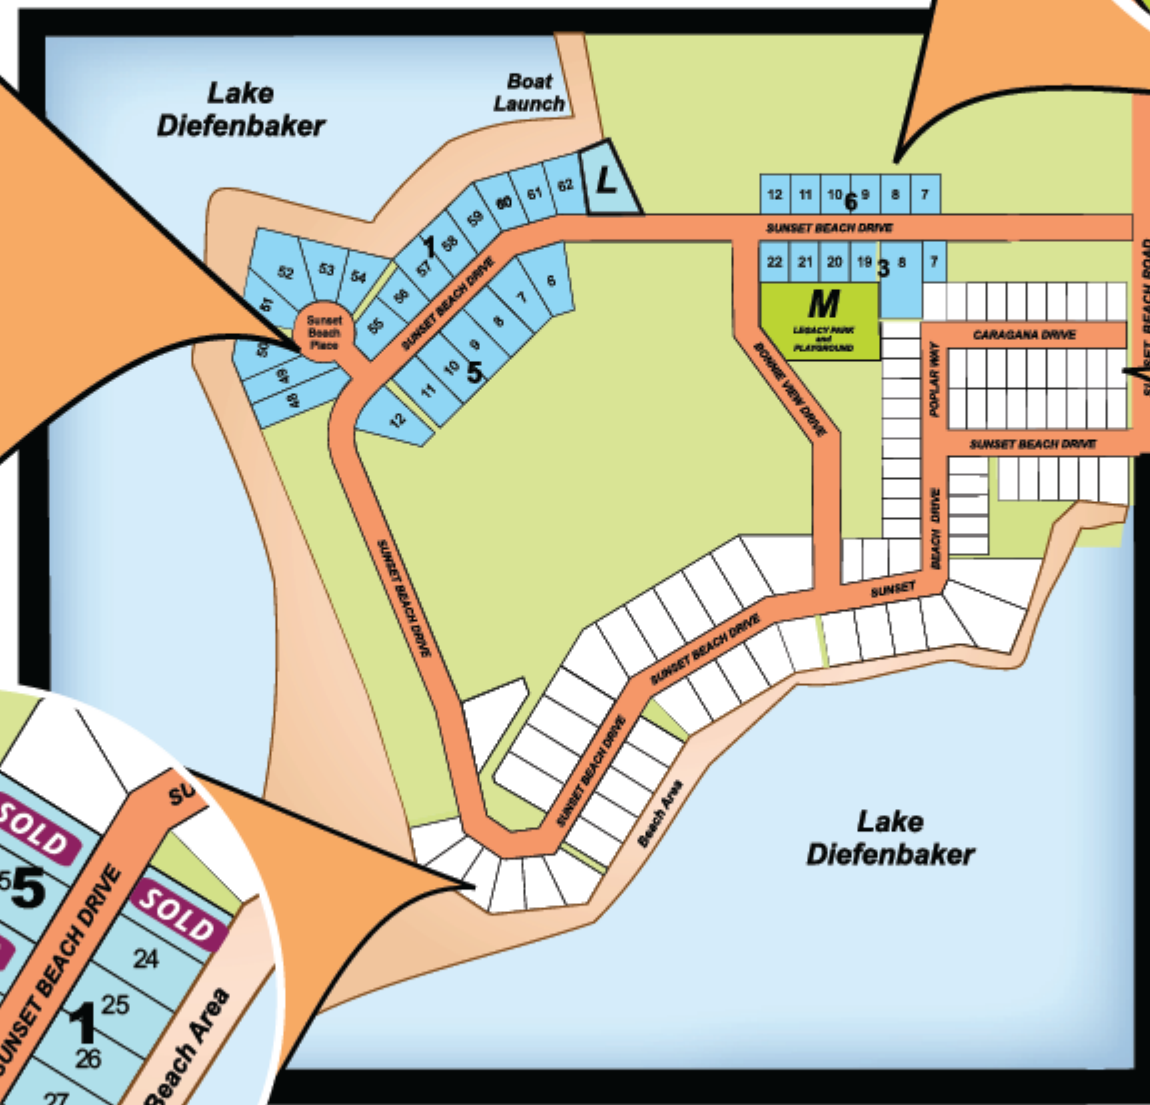 Lake
Diefenbaker
Boat
Launch
L
62
61
60
59
58
57
56
55
1
54
53
52
51
50
49
48
Sunset
Beach
Place
SUNSET BEACH DRIVE
6
7
8
9
10
11
12
5
12
11
10
9
8
7
6
SUNSET BEACH DRIVE
22
21
20
19
8
7
3
M
LEGACY PARK
and
PLAYGROUND
BONNIE VIEW DRIVE
CARAGANA DRIVE
POPLAR WAY
SUNSET BEACH DRIVE
SUNSET BEACH ROAD
BEACH DRIVE
SUNSET
SUNSET BEACH DRIVE
SUNSET BEACH DRIVE
SUNSET BEACH DRIVE
Beach Area
Lake
Diefenbaker
SU
SOLD
5
5
SOLD
24
25
1
26
27
SUNSET BEACH DRIVE
Beach Area